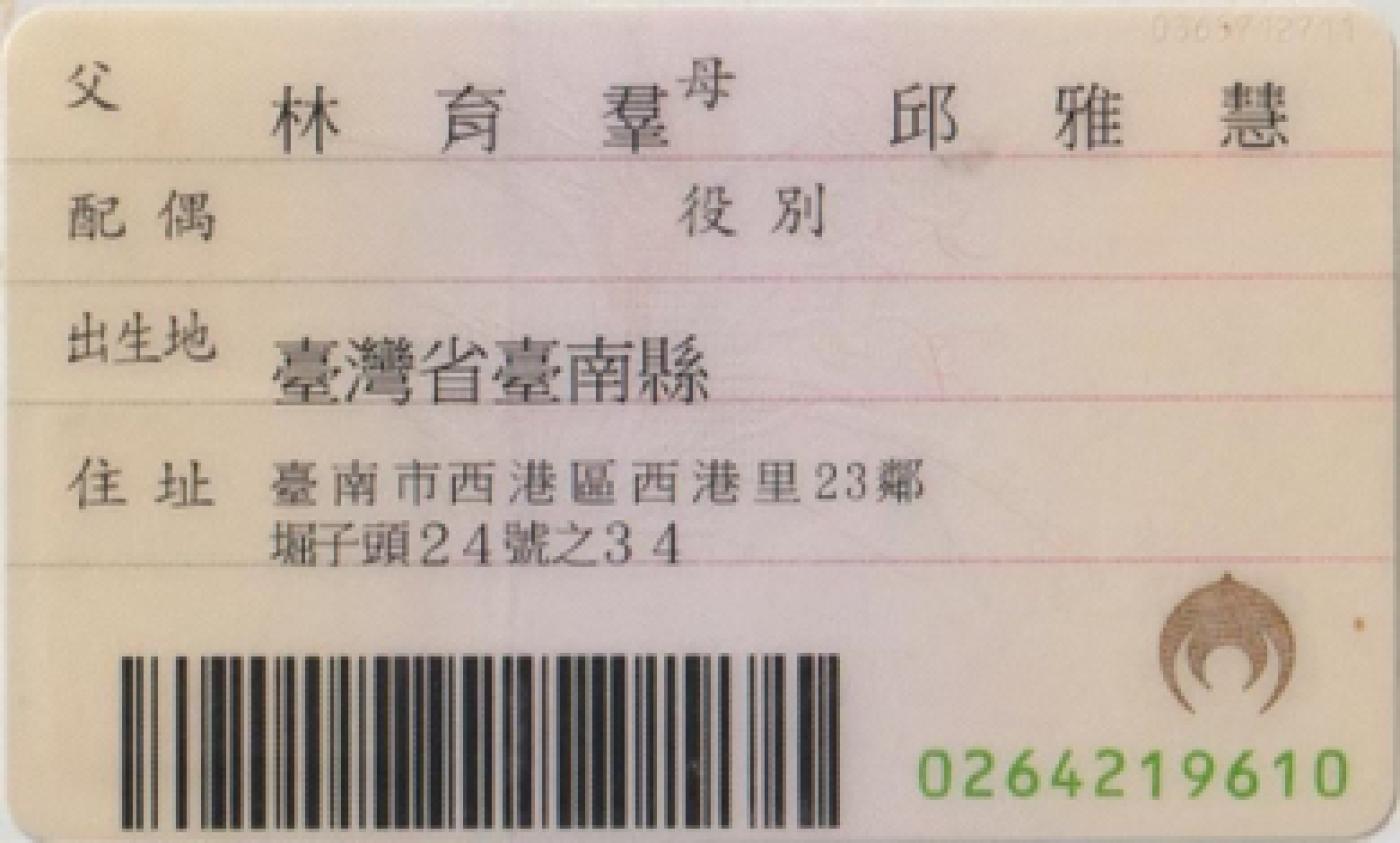 父 林育羣 母 邱雅慧
配偶 役別
出生地 臺灣省臺南縣
住址 臺南市西港區西港里23鄰
堀子頭24號之34
0264219610